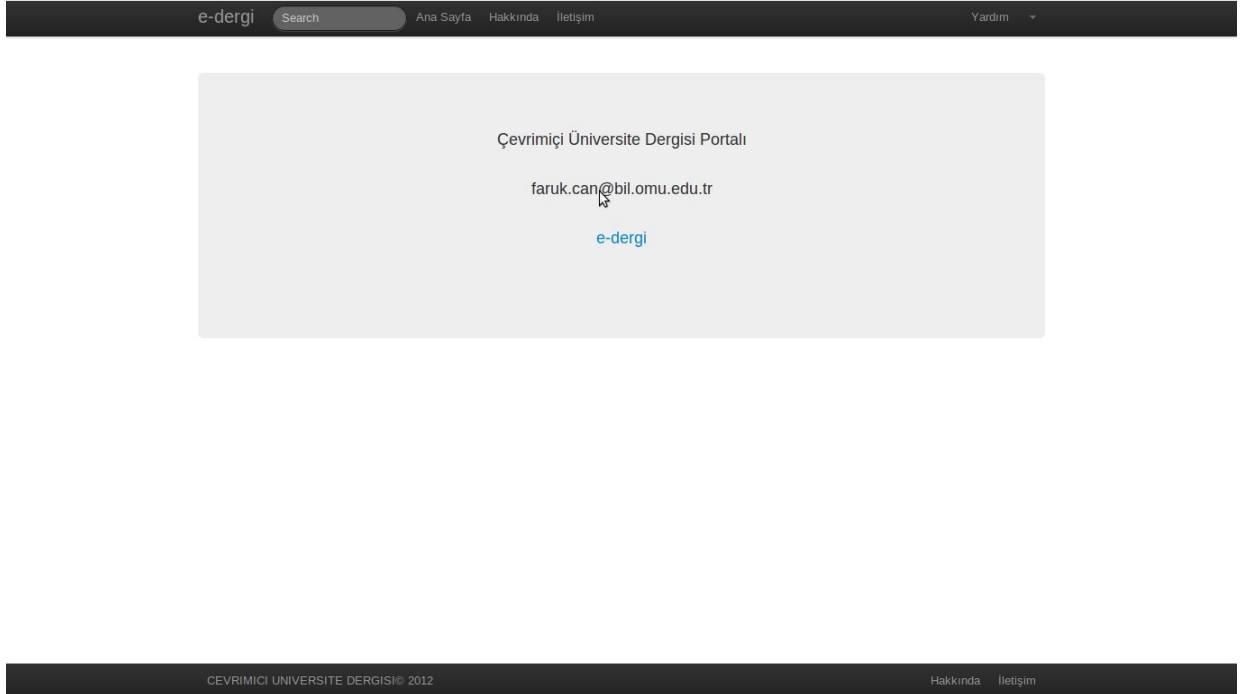 e-dergi Search Ana Sayfa Hakkında İletişim Yardım
Çevrimiçi Üniversite Dergisi Portalı
faruk.can@bil.omu.edu.tr
e-dergi
CEVRIMICI UNIVERSITE DERGISI© 2012 Hakkında İletişim